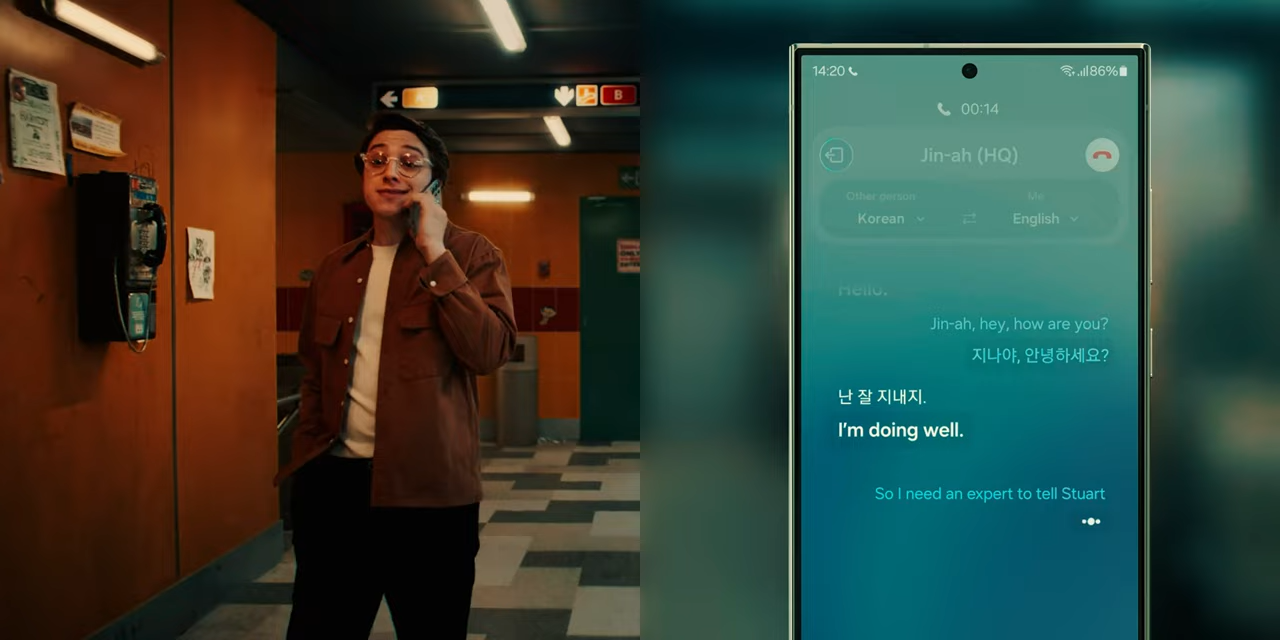 B
ONLY
14:20
86%
00:14
Jin-ah (HQ)
Other person
Me
Korean
English
Hello.
Jin-ah, hey, how are you?
지나야, 안녕하세요?
난 잘 지내지.
I'm doing well.
So I need an expert to tell Stuart